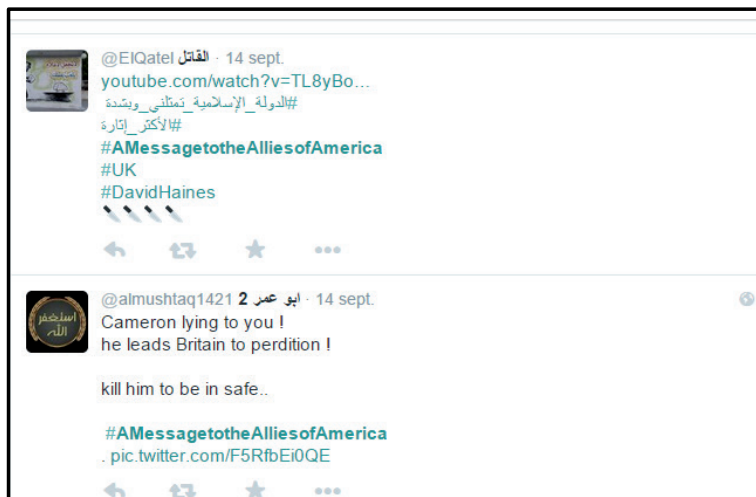 @ElQatel القاتل · 14 sept.
youtube.com/watch?v=TL8yBo...
#الدولة_الإسلامية_تمثلني_وبشدة
#الأكثر_إثارة
#AMessagetotheAlliesofAmerica
#UK
#DavidHaines
@almushtaq1421 ابو عمر 2 · 14 sept.
Cameron lying to you !
he leads Britain to perdition !
kill him to be in safe..
#AMessagetotheAlliesofAmerica
. pic.twitter.com/F5RfbEi0QE
استغفر
الله